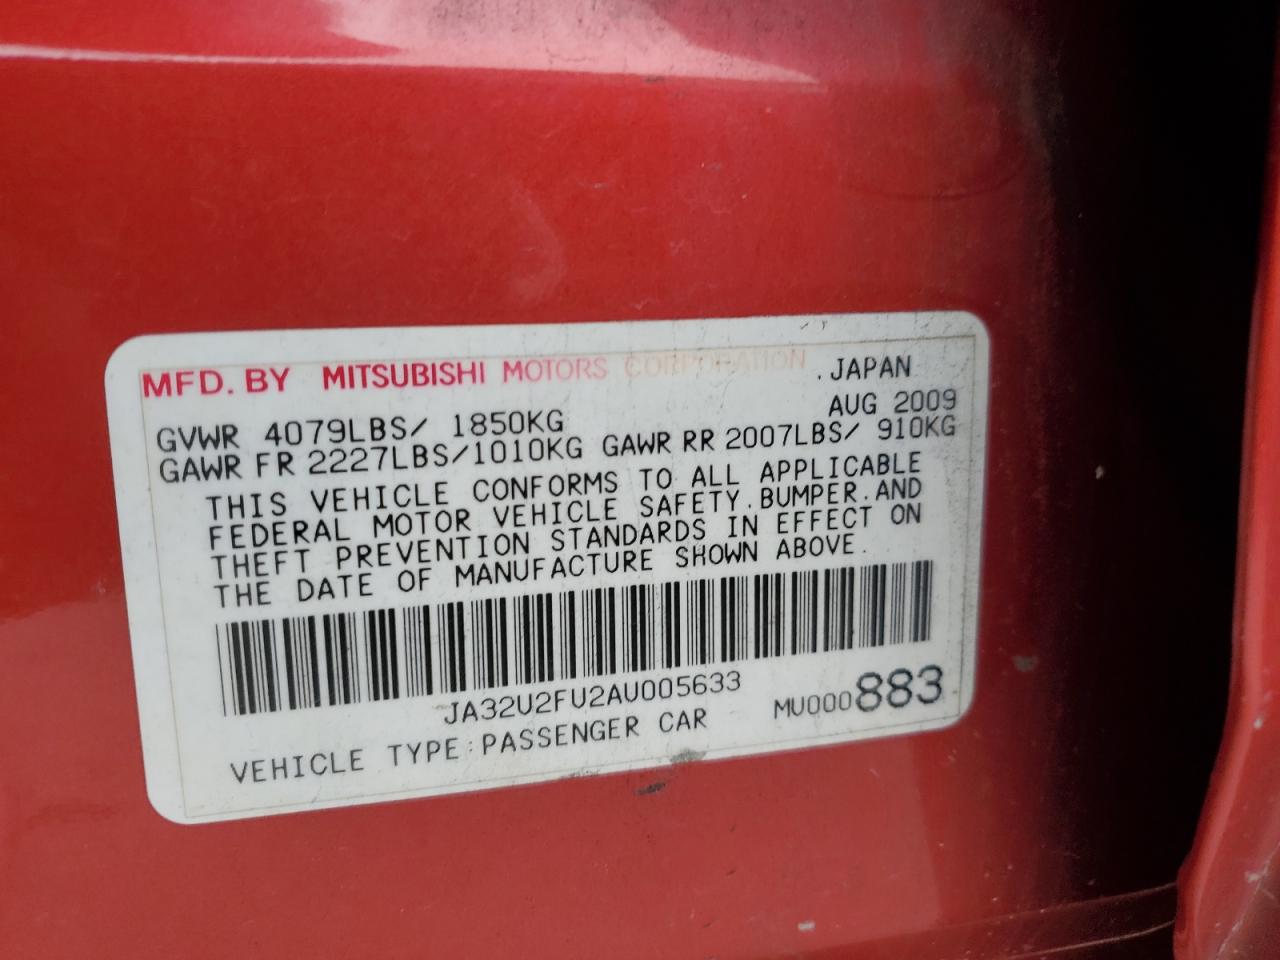 MFD. BY MITSUBISHI MOTORS CORPORATION . JAPAN
GVWR 4079LBS/ 1850KG AUG 2009
GAWR FR 2227LBS/1010KG GAWR RR 2007LBS/ 910KG
THIS VEHICLE CONFORMS TO ALL APPLICABLE
FEDERAL MOTOR VEHICLE SAFETY.BUMPER.AND
THEFT PREVENTION STANDARDS IN EFFECT ON
THE DATE OF MANUFACTURE SHOWN ABOVE.
JA32U2FU2AU005633
MU000883
VEHICLE TYPE:PASSENGER CAR